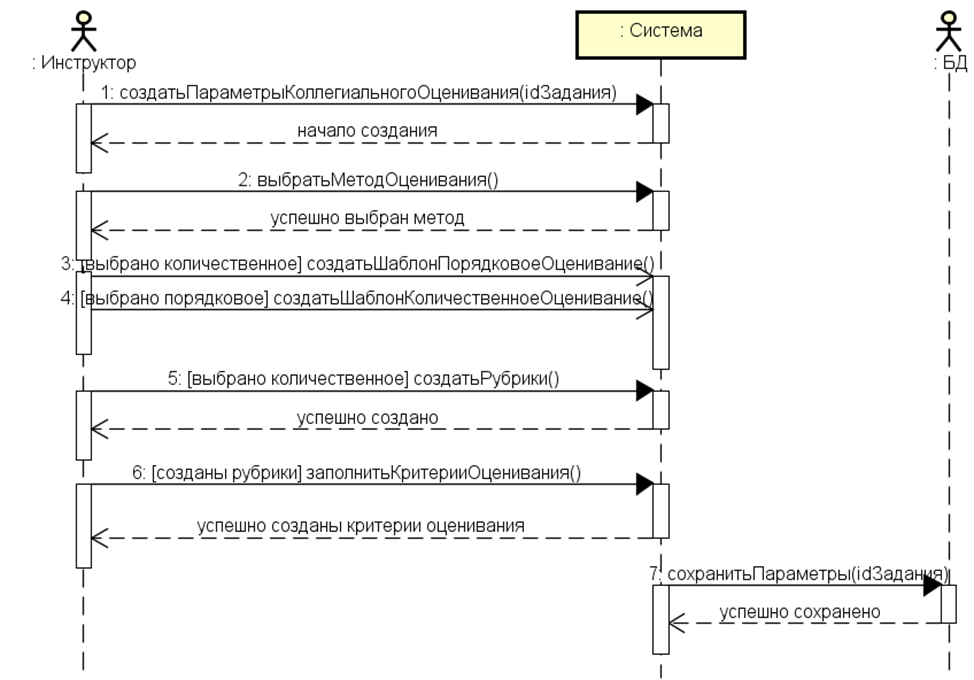 : Инструктор
: Система
: БД
1: создатьПараметрыКоллегиальногоОценивания(idЗадания)
начало создания
2: выбратьМетодОценивания()
успешно выбран метод
3: [выбрано количественное] создатьШаблонПорядковоеОценивание()
4: [выбрано порядковое] создатьШаблонКоличественноеОценивание()
5: [выбрано количественное] создатьРубрики()
успешно создано
6: [созданы рубрики] заполнитьКритерииОценивания()
успешно созданы критерии оценивания
7: сохранитьПараметры(idЗадания)
успешно сохранено